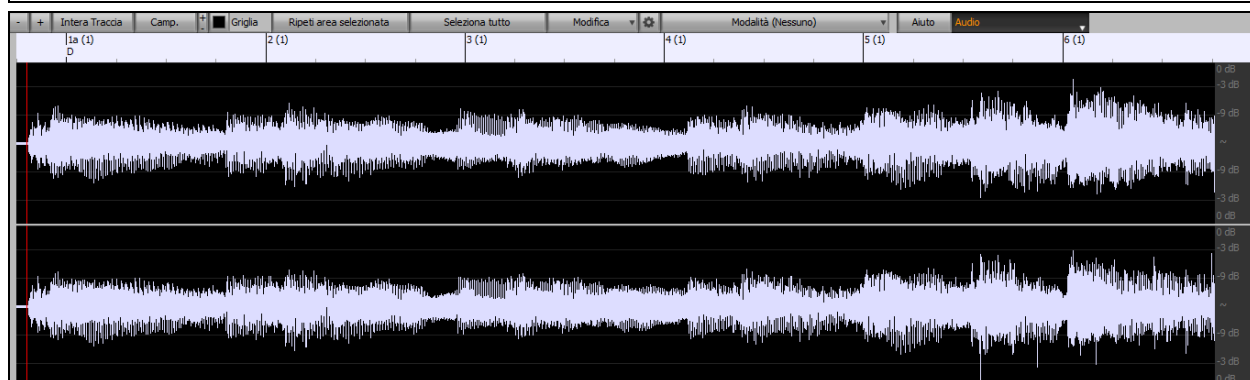 - + Intera Traccia Camp. + - Griglia Ripeti area selezionata Seleziona tutto Modifica Modalità (Nessuno) Aiuto Audio
1a (1) 2 (1) 3 (1) 4 (1) 5 (1) 6 (1)
D
0 dB
-3 dB
-9 dB
~
-9 dB
-3 dB
0 dB
0 dB
-3 dB
-9 dB
~
-9 dB
-3 dB
0 dB